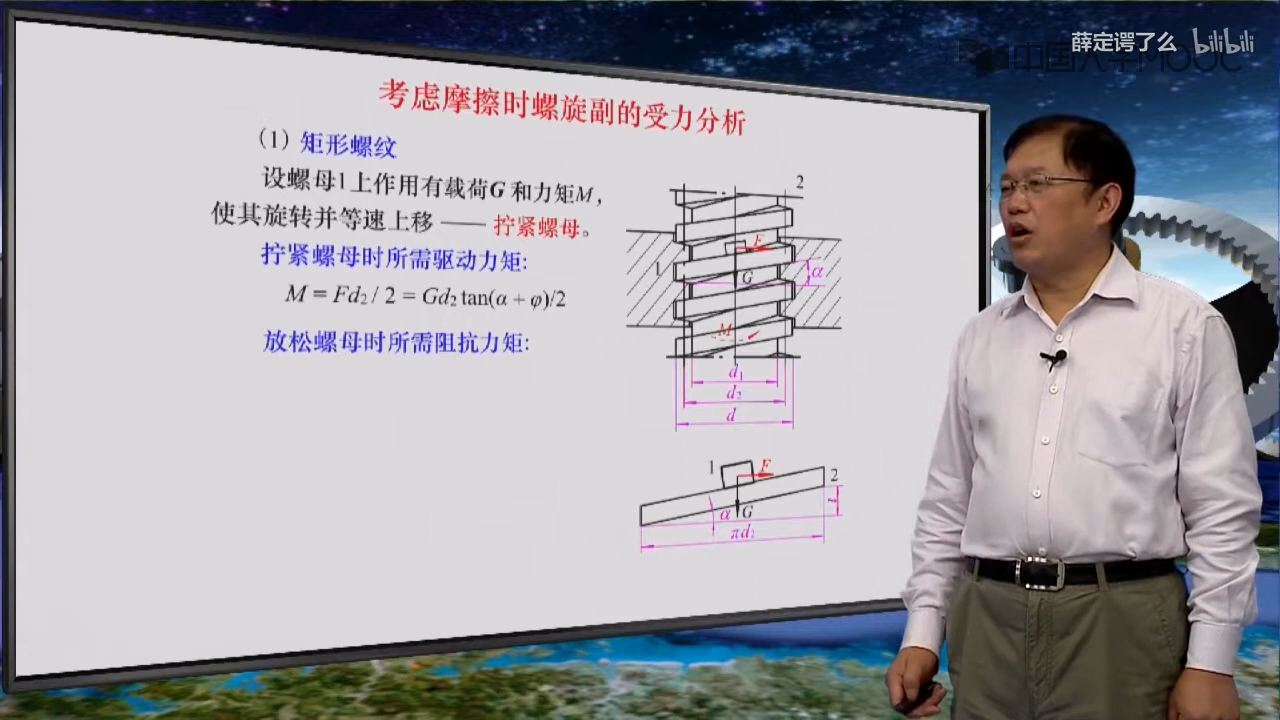 薛定谔了么 bilibili
中国大学MOOC
考虑摩擦时螺旋副的受力分析
(1) 矩形螺纹
设螺母1上作用有载荷G 和力矩M，
使其旋转并等速上移 —— 拧紧螺母。
拧紧螺母时所需驱动力矩:
M = Fd₂ / 2 = Gd₂ tan(α + φ)/2
放松螺母时所需阻抗力矩:
2
F
1
G
α
M
d₁
d₂
d
1
F
2
α
G
l
πd₂